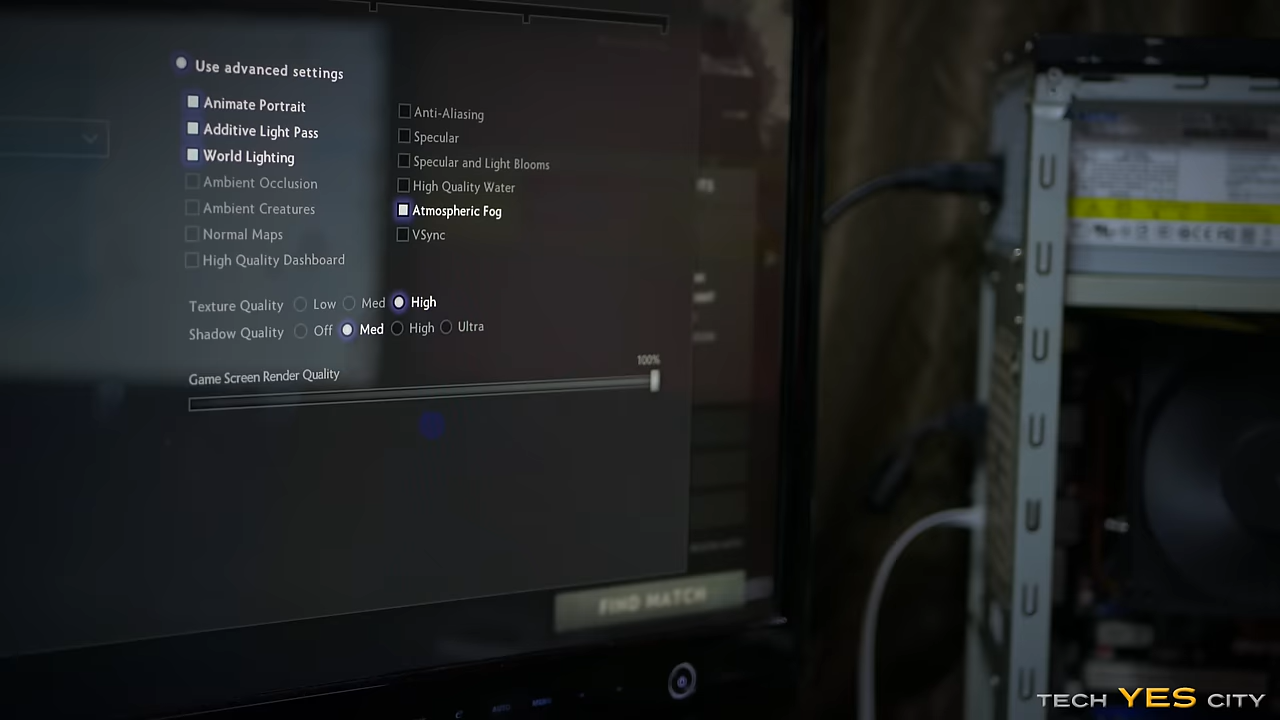 Use advanced settings
Animate Portrait
Additive Light Pass
World Lighting
Ambient Occlusion
Ambient Creatures
Normal Maps
High Quality Dashboard
Anti-Aliasing
Specular
Specular and Light Blooms
High Quality Water
Atmospheric Fog
VSync
Texture Quality Low Med High
Shadow Quality Off Med High Ultra
100%
Game Screen Render Quality
FIND MATCH
AUTO MENU
TECH YES CITY